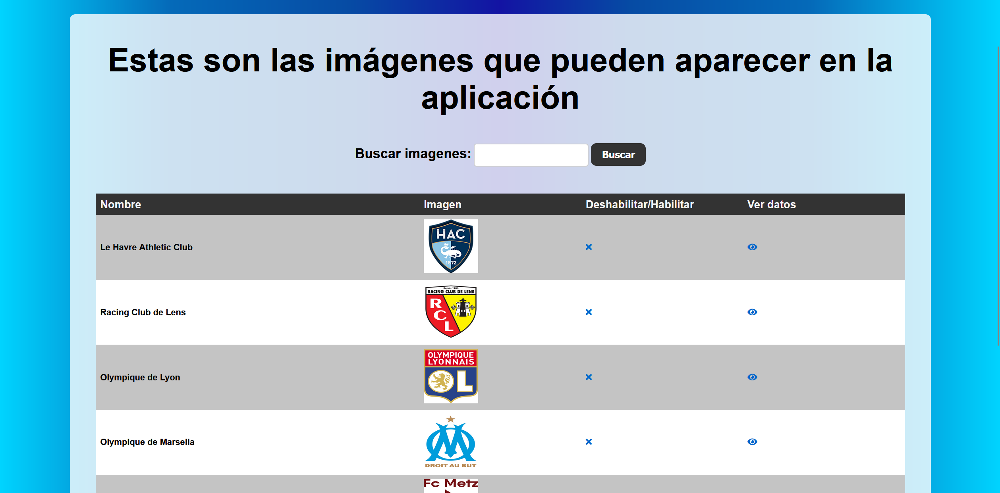 Estas son las imágenes que pueden aparecer en la
aplicación
Buscar imagenes:
Buscar
Nombre Imagen Deshabilitar/Habilitar Ver datos
Le Havre Athletic Club
HAC
1872
Depuis 1906
RACING CLUB DE LENS
R
C
L
Racing Club de Lens
OLYMPIQUE
LYONNAIS
OL
Olympique de Lyon
Olympique de Marsella
DROIT AU BUT
Fc Metz